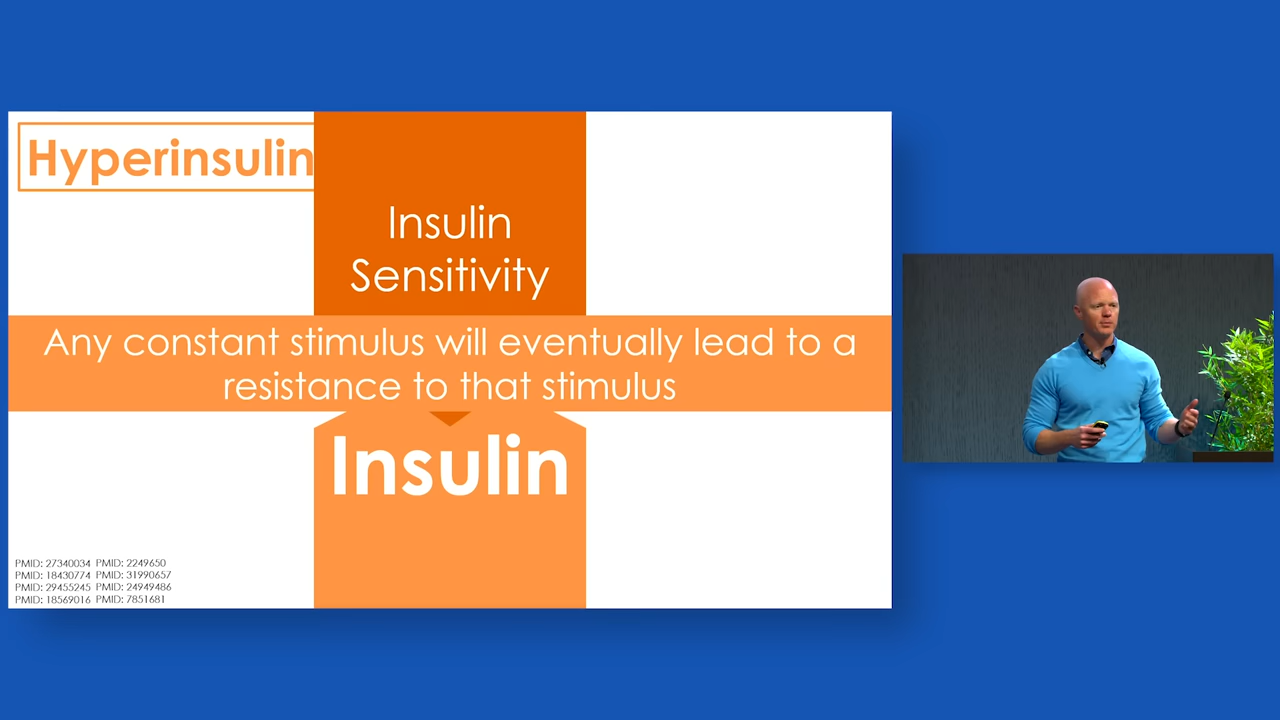 Hyperinsulin
Insulin
Sensitivity
Any constant stimulus will eventually lead to a
resistance to that stimulus
Insulin
PMID: 27340034 PMID: 2249650
PMID: 18430774 PMID: 31990657
PMID: 29455245 PMID: 24949486
PMID: 18569016 PMID: 7851681